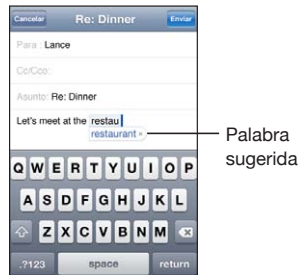 Cancelar Re: Dinner Enviar
Para : Lance
Cc/Cco:
Asunto: Re: Dinner
Let's meet at the restau
restaurant ×
Palabra
sugerida
Q W E R T Y U I O P
A S D F G H J K L
Z X C V B N M
.?123 space return